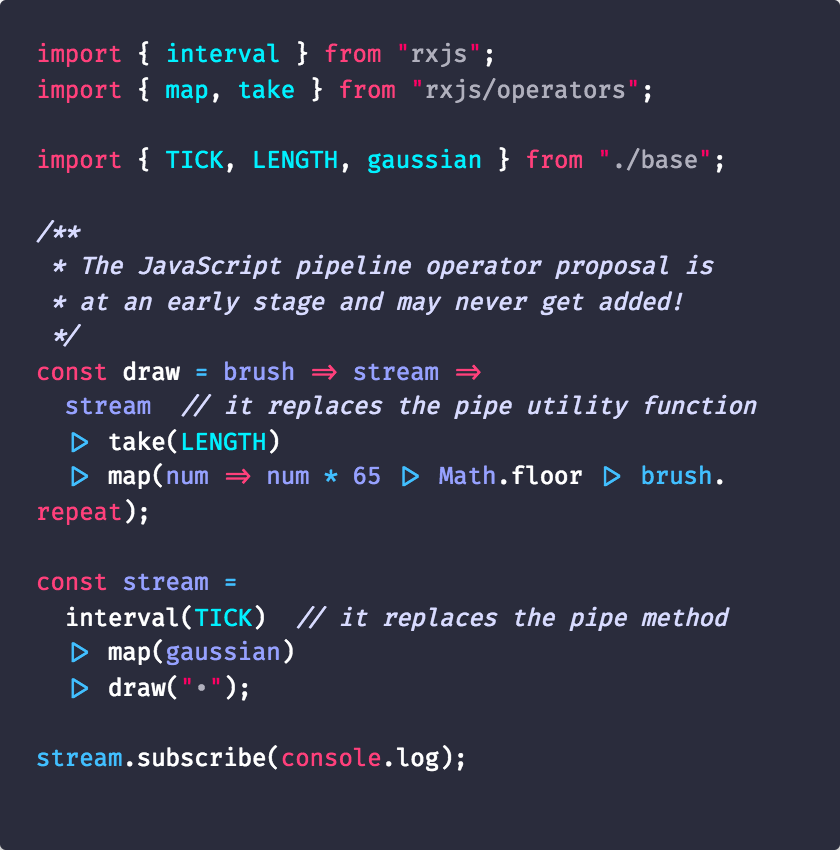 import { interval } from "rxjs";
import { map, take } from "rxjs/operators";

import { TICK, LENGTH, gaussian } from "./base";

/**
 * The JavaScript pipeline operator proposal is
 * at an early stage and may never get added!
 */
const draw = brush => stream =>
  stream  // it replaces the pipe utility function
  |> take(LENGTH)
  |> map(num => num * 65 |> Math.floor |> brush.
repeat);

const stream =
  interval(TICK)  // it replaces the pipe method
  |> map(gaussian)
  |> draw("•");

stream.subscribe(console.log);